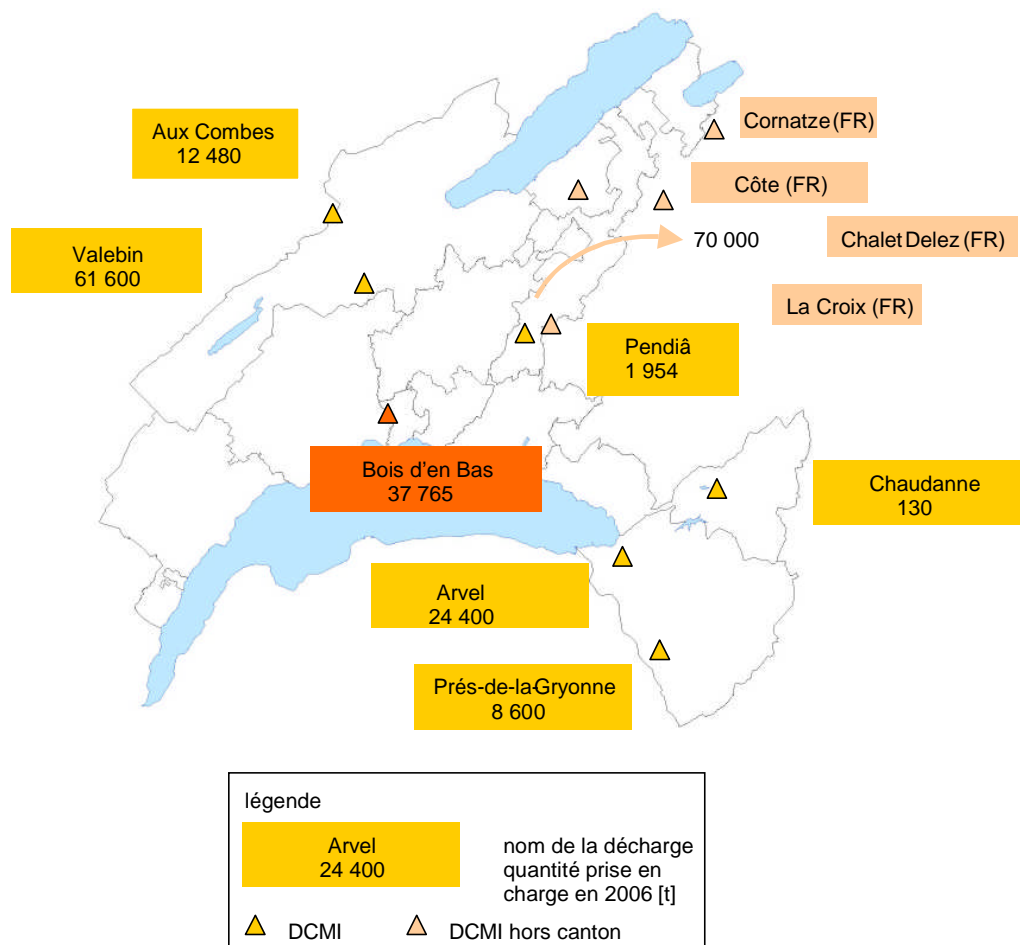 Aux Combes
12 480
Cornatze (FR)
Côte (FR)
Valebin
61 600
70 000
Chalet Delez (FR)
La Croix (FR)
Pendiâ
1 954
Bois d'en Bas
37 765
Chaudanne
130
Arvel
24 400
Prés-de-la-Gryonne
8 600
légende
Arvel
24 400
nom de la décharge
quantité prise en
charge en 2006 [t]
DCMI
DCMI hors canton